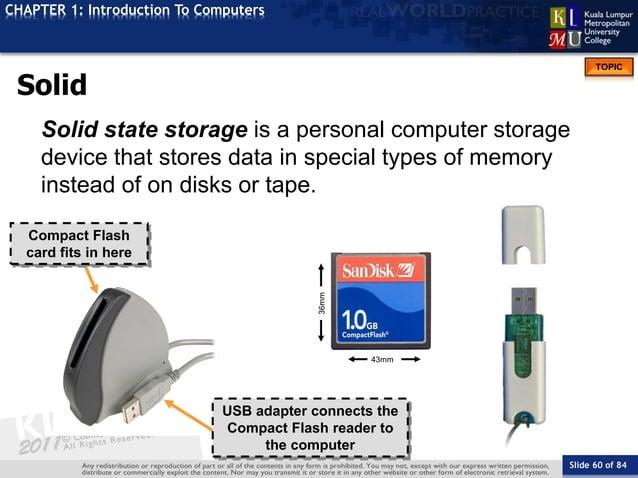 CHAPTER 1: Introduction To Computers
REALWORLDPRACTICE
KL
MU
Kuala Lumpur
Metropolitan
University
College
TOPIC
Solid
Solid state storage is a personal computer storage
device that stores data in special types of memory
instead of on disks or tape.
Compact Flash
card fits in here
SanDisk
1.0GB
CompactFlash
36mm
43mm
USB adapter connects the
Compact Flash reader to
the computer
KL
2011
All Rights Reserved
Any redistribution or reproduction of part or all of the contents in any form is prohibited. You may not, except with our express written permission,
distribute or commercially exploit the content. Nor may you transmit it or store it in any other website or other form of electronic retrieval system.
Slide 60 of 84